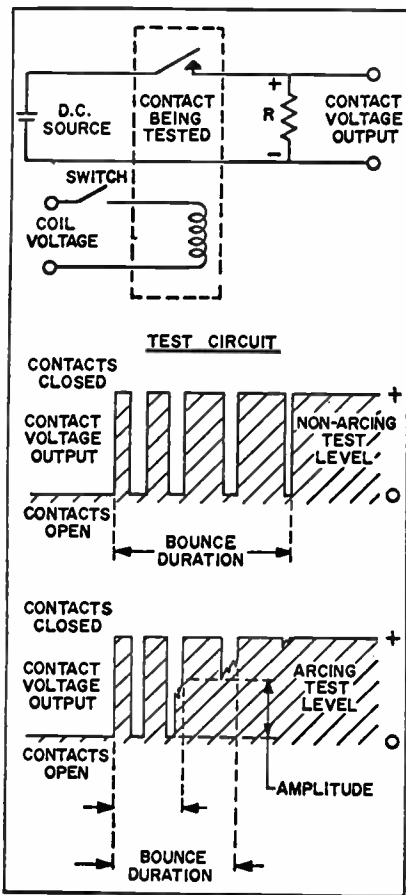 D.C.
SOURCE
CONTACT
BEING
TESTED
+
R
−
CONTACT
VOLTAGE
OUTPUT
SWITCH
COIL
VOLTAGE
TEST CIRCUIT
CONTACTS
CLOSED
CONTACT
VOLTAGE
OUTPUT
CONTACTS
OPEN
NON-ARCING
TEST
LEVEL
+
O
BOUNCE
DURATION
CONTACTS
CLOSED
CONTACT
VOLTAGE
OUTPUT
CONTACTS
OPEN
ARCING
TEST
LEVEL
+
O
AMPLITUDE
BOUNCE
DURATION